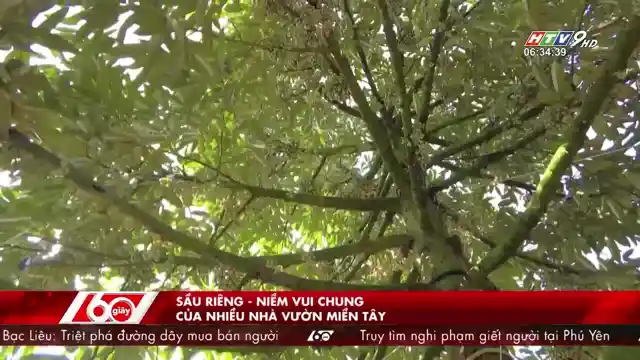 HTV9 HD
06:34:39
60 giây
SẦU RIÊNG - NIỀM VUI CHUNG
CỦA NHIỀU NHÀ VƯỜN MIỀN TÂY
Bạc Liêu: Triệt phá đường dây mua bán người 60 Truy tìm nghi phạm giết người tại Phú Yên